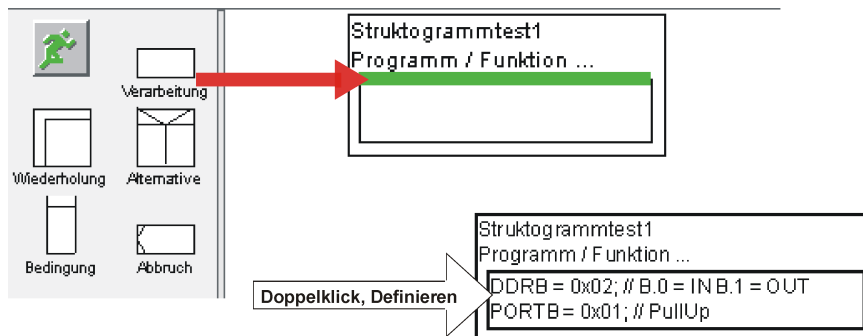 Struktogrammtest1
Programm / Funktion ...
Verarbeitung
Wiederholung
Alternative
Bedingung
Abbruch
Doppelklick, Definieren
Struktogrammtest1
Programm / Funktion ...
DDRB = 0x02; // B.0 = IN B.1 = OUT
PORTB = 0x01; // PullUp